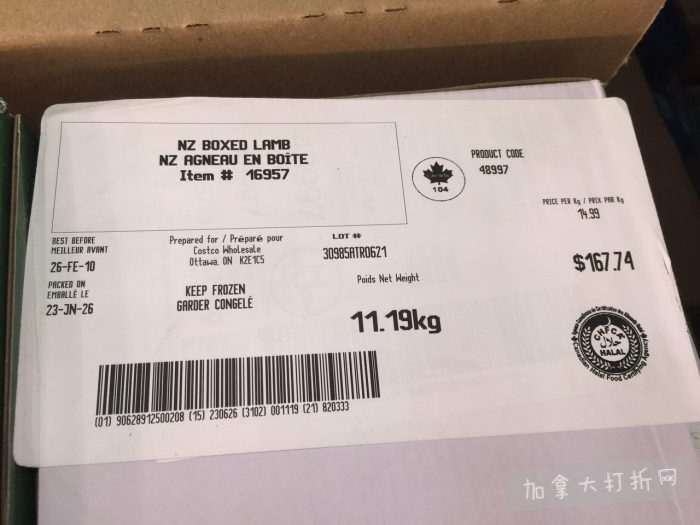 NZ BOXED LAMB
NZ AGNEAU EN BOÎTE
Item # 16957
104
PRODUCT CODE
48997
PRICE PER Kg / PRIX PAR Kg
14.99
$167.74
BEST BEFORE
MEILLEUR AVANT
26-FE-10
PACKED ON
EMBALLÉ LE
23-JN-26
Prepared for / Préparé pour
Costco Wholesale
Ottawa, ON K2E1C5
KEEP FROZEN
GARDER CONGELÉ
LOT #
30985ATR0621
Poids Net Weight
11.19kg
CHFCA
حلال
HALAL
(01) 90628912500208 (15) 230626 (3102) 001119 (21) 820333
加拿大打折网